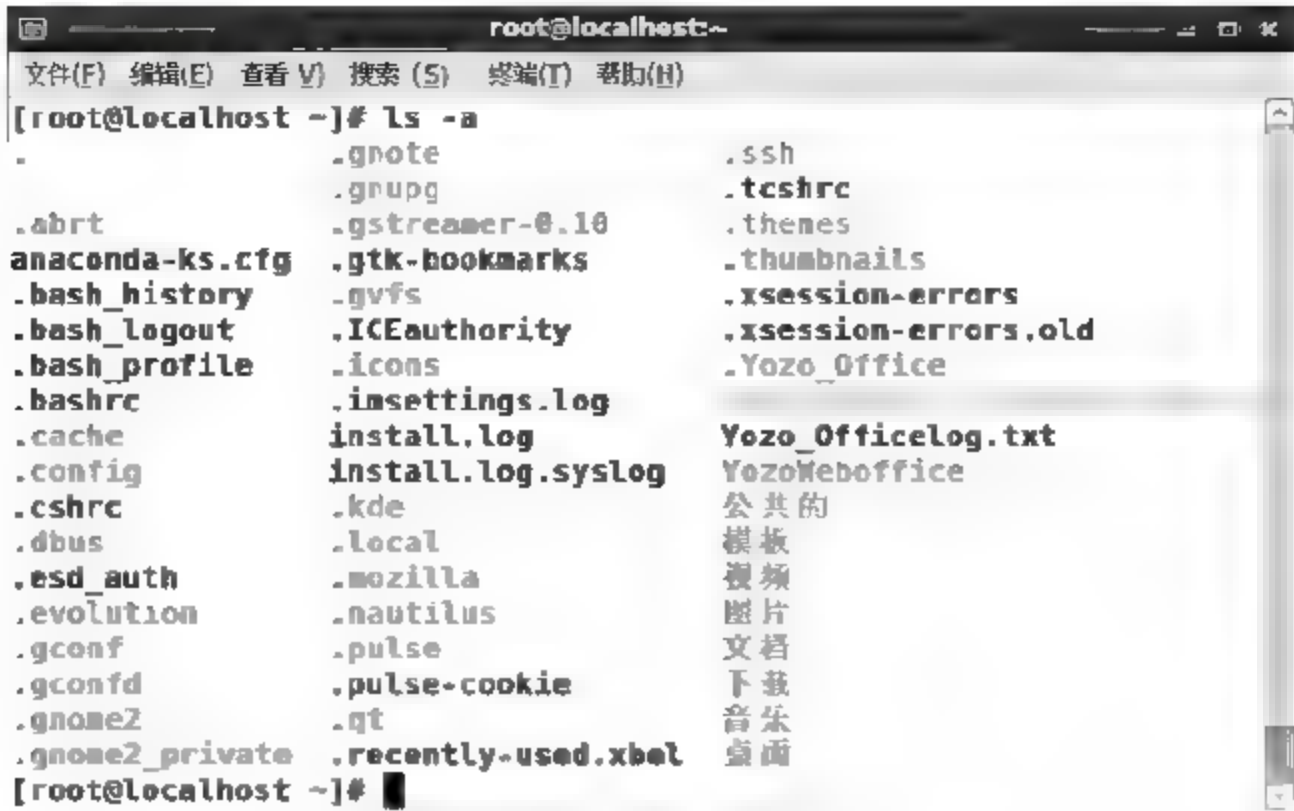 root@localhost:~
文件(F) 编辑(E) 查看 V) 搜索 (S) 终端(T) 帮助(H)
[root@localhost ~]# ls -a
. .gnote .ssh
.gnupg .tcshrc
.abrt .gstreamer-0.10 .themes
anaconda-ks.cfg .gtk-bookmarks .thumbnails
.bash_history .gvfs .xsession-errors
.bash_logout .ICEauthority .xsession-errors.old
.bash_profile .icons .Yozo_Office
.bashrc .imsettings.log
.cache install.log Yozo_Officelog.txt
.config install.log.syslog YozoWeboffice
.cshrc .kde 公共的
.dbus .local 模板
.esd_auth .mozilla 视频
.evolution .nautilus 图片
.gconf .pulse 文档
.gconfd .pulse-cookie 下载
.gnome2 .qt 音乐
.gnome2_private .recently-used.xbel 桌面
[root@localhost ~]#